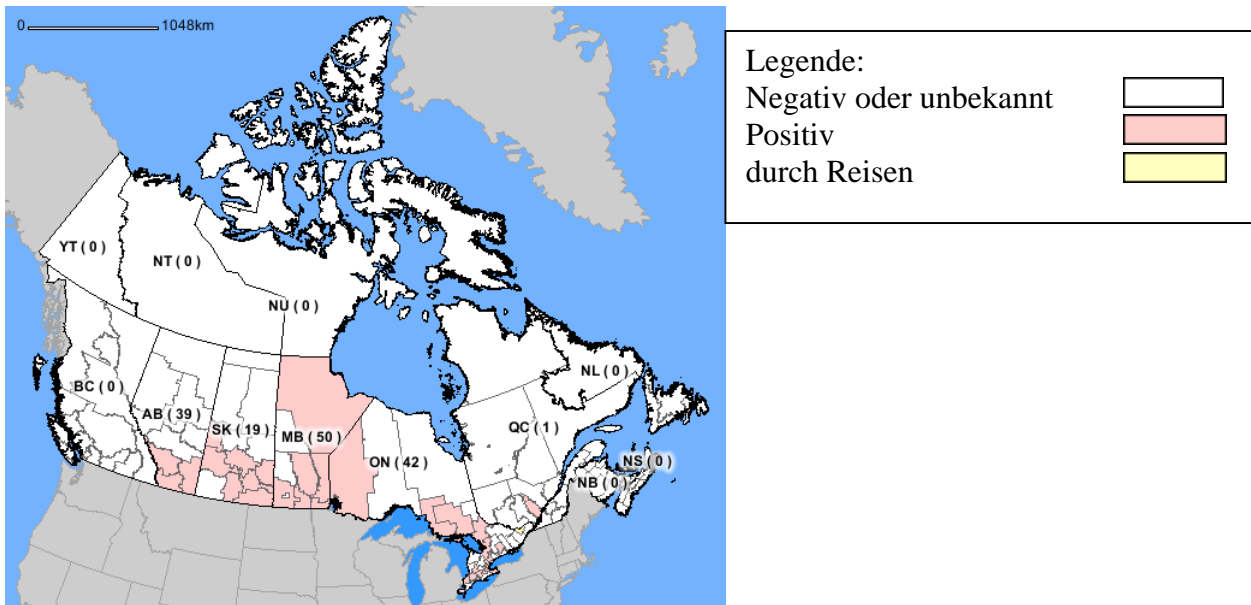 0 1048km
Legende:
Negativ oder unbekannt
Positiv
durch Reisen
YT ( 0 )
NT ( 0 )
NU ( 0 )
BC ( 0 )
AB ( 39 )
SK ( 19 )
MB ( 50 )
ON ( 42 )
QC ( 1 )
NL ( 0 )
NS ( 0 )
NB ( 0 )